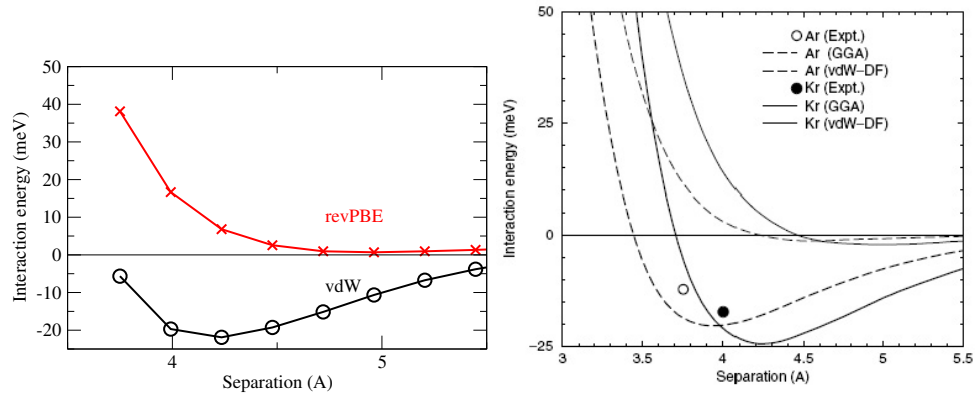 50
40
30
20
10
0
-10
-20
Interaction energy (meV)
revPBE
vdW
4
5
Separation (A)
50
25
0
−25
Interaction energy (meV)
Ar (Expt.)
Ar (GGA)
Ar (vdW−DF)
Kr (Expt.)
Kr (GGA)
Kr (vdW−DF)
3
3.5
4
4.5
5
5.5
Separation (A)